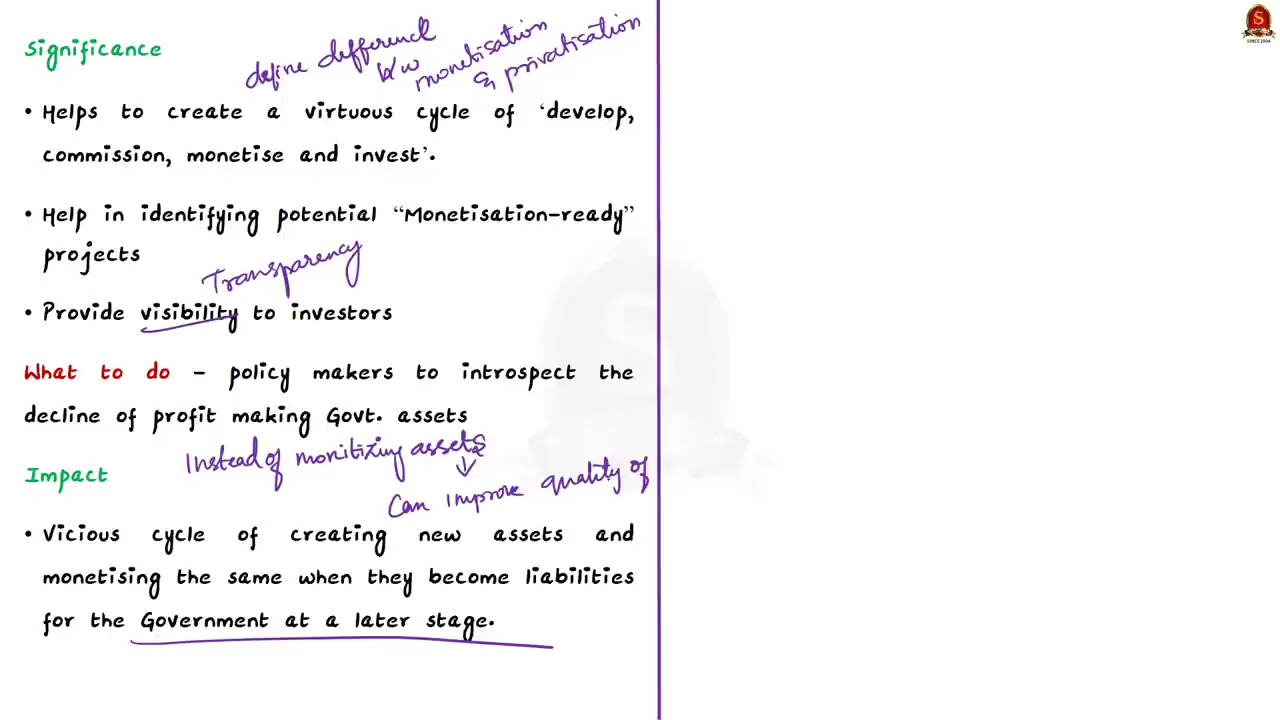 Significance
define difference
b/w
monetisation
& privatisation
• Helps to create a virtuous cycle of ‘develop,
commission, monetise and invest’.
• Help in identifying potential “Monetisation-ready”
projects
Transparency
• Provide visibility to investors
What to do – policy makers to introspect the
decline of profit making Govt. assets
Instead of monitizing assets
Impact
Can improve quality of
• Vicious cycle of creating new assets and
monetising the same when they become liabilities
for the Government at a later stage.
S
SINCE 2004